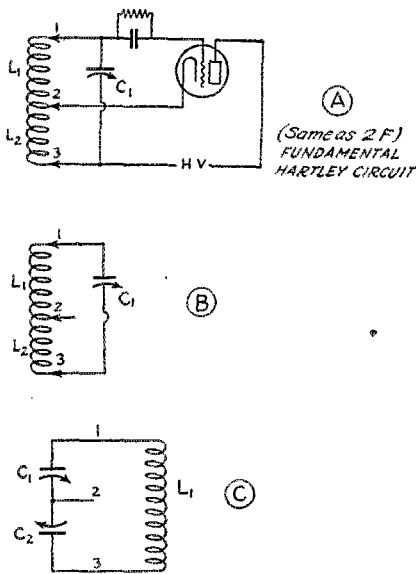 1
L₁
C₁
2
L₂
3
HV
A
(Same as 2 F)
FUNDAMENTAL
HARTLEY CIRCUIT
1
L₁
C₁
2
L₂
3
B
1
C₁
2
L₁
C₂
3
C